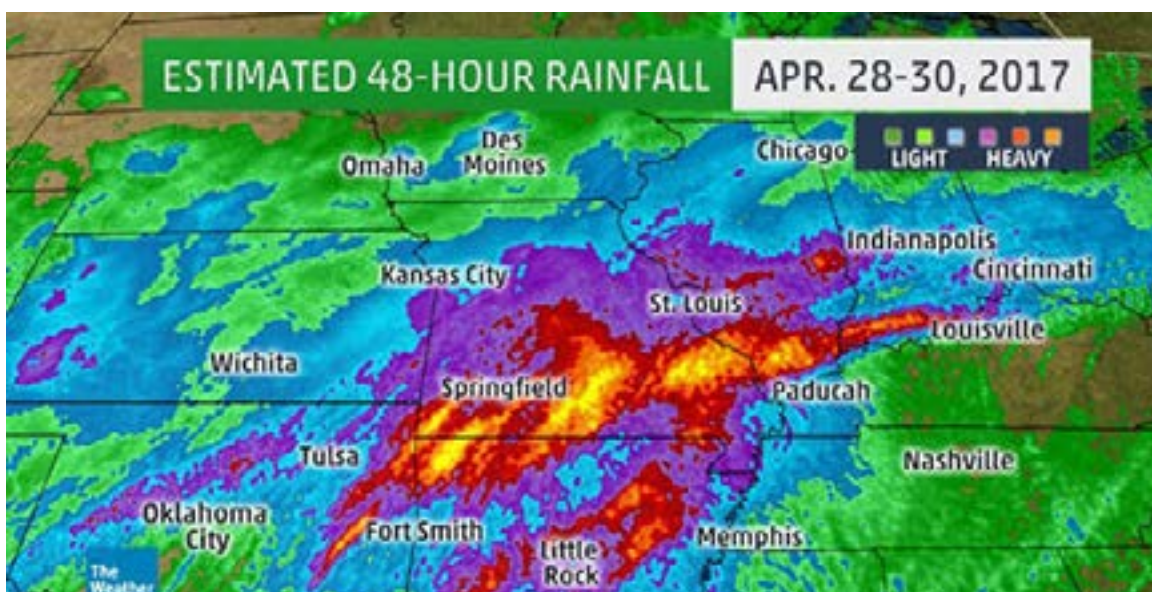 ESTIMATED 48-HOUR RAINFALL
APR. 28-30, 2017
LIGHT HEAVY
Omaha
Des
Moines
Chicago
Kansas City
Indianapolis
Cincinnati
St. Louis
Louisville
Wichita
Springfield
Paducah
Tulsa
Nashville
Oklahoma
City
Fort Smith
Little
Rock
Memphis
The
Weather